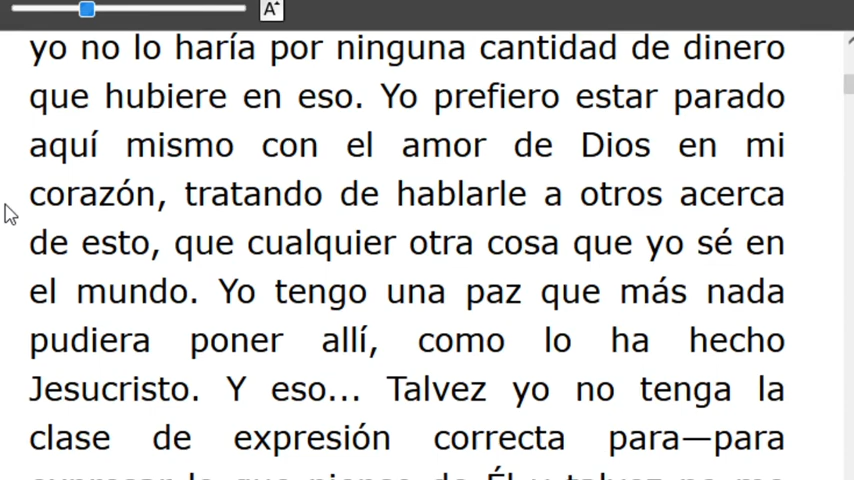 A
yo no lo haría por ninguna cantidad de dinero
que hubiere en eso. Yo prefiero estar parado
aquí mismo con el amor de Dios en mi
corazón, tratando de hablarle a otros acerca
de esto, que cualquier otra cosa que yo sé en
el mundo. Yo tengo una paz que más nada
pudiera poner allí, como lo ha hecho
Jesucristo. Y eso... Talvez yo no tenga la
clase de expresión correcta para—para